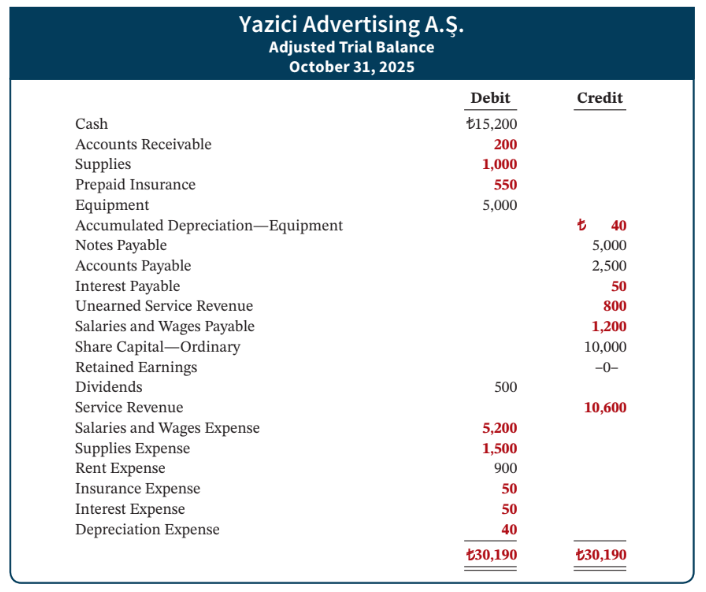 Yazici Advertising A.Ş.
Adjusted Trial Balance
October 31, 2025
Debit Credit
Cash ₺15,200
Accounts Receivable 200
Supplies 1,000
Prepaid Insurance 550
Equipment 5,000
Accumulated Depreciation—Equipment ₺ 40
Notes Payable 5,000
Accounts Payable 2,500
Interest Payable 50
Unearned Service Revenue 800
Salaries and Wages Payable 1,200
Share Capital—Ordinary 10,000
Retained Earnings –0–
Dividends 500
Service Revenue 10,600
Salaries and Wages Expense 5,200
Supplies Expense 1,500
Rent Expense 900
Insurance Expense 50
Interest Expense 50
Depreciation Expense 40
₺30,190 ₺30,190